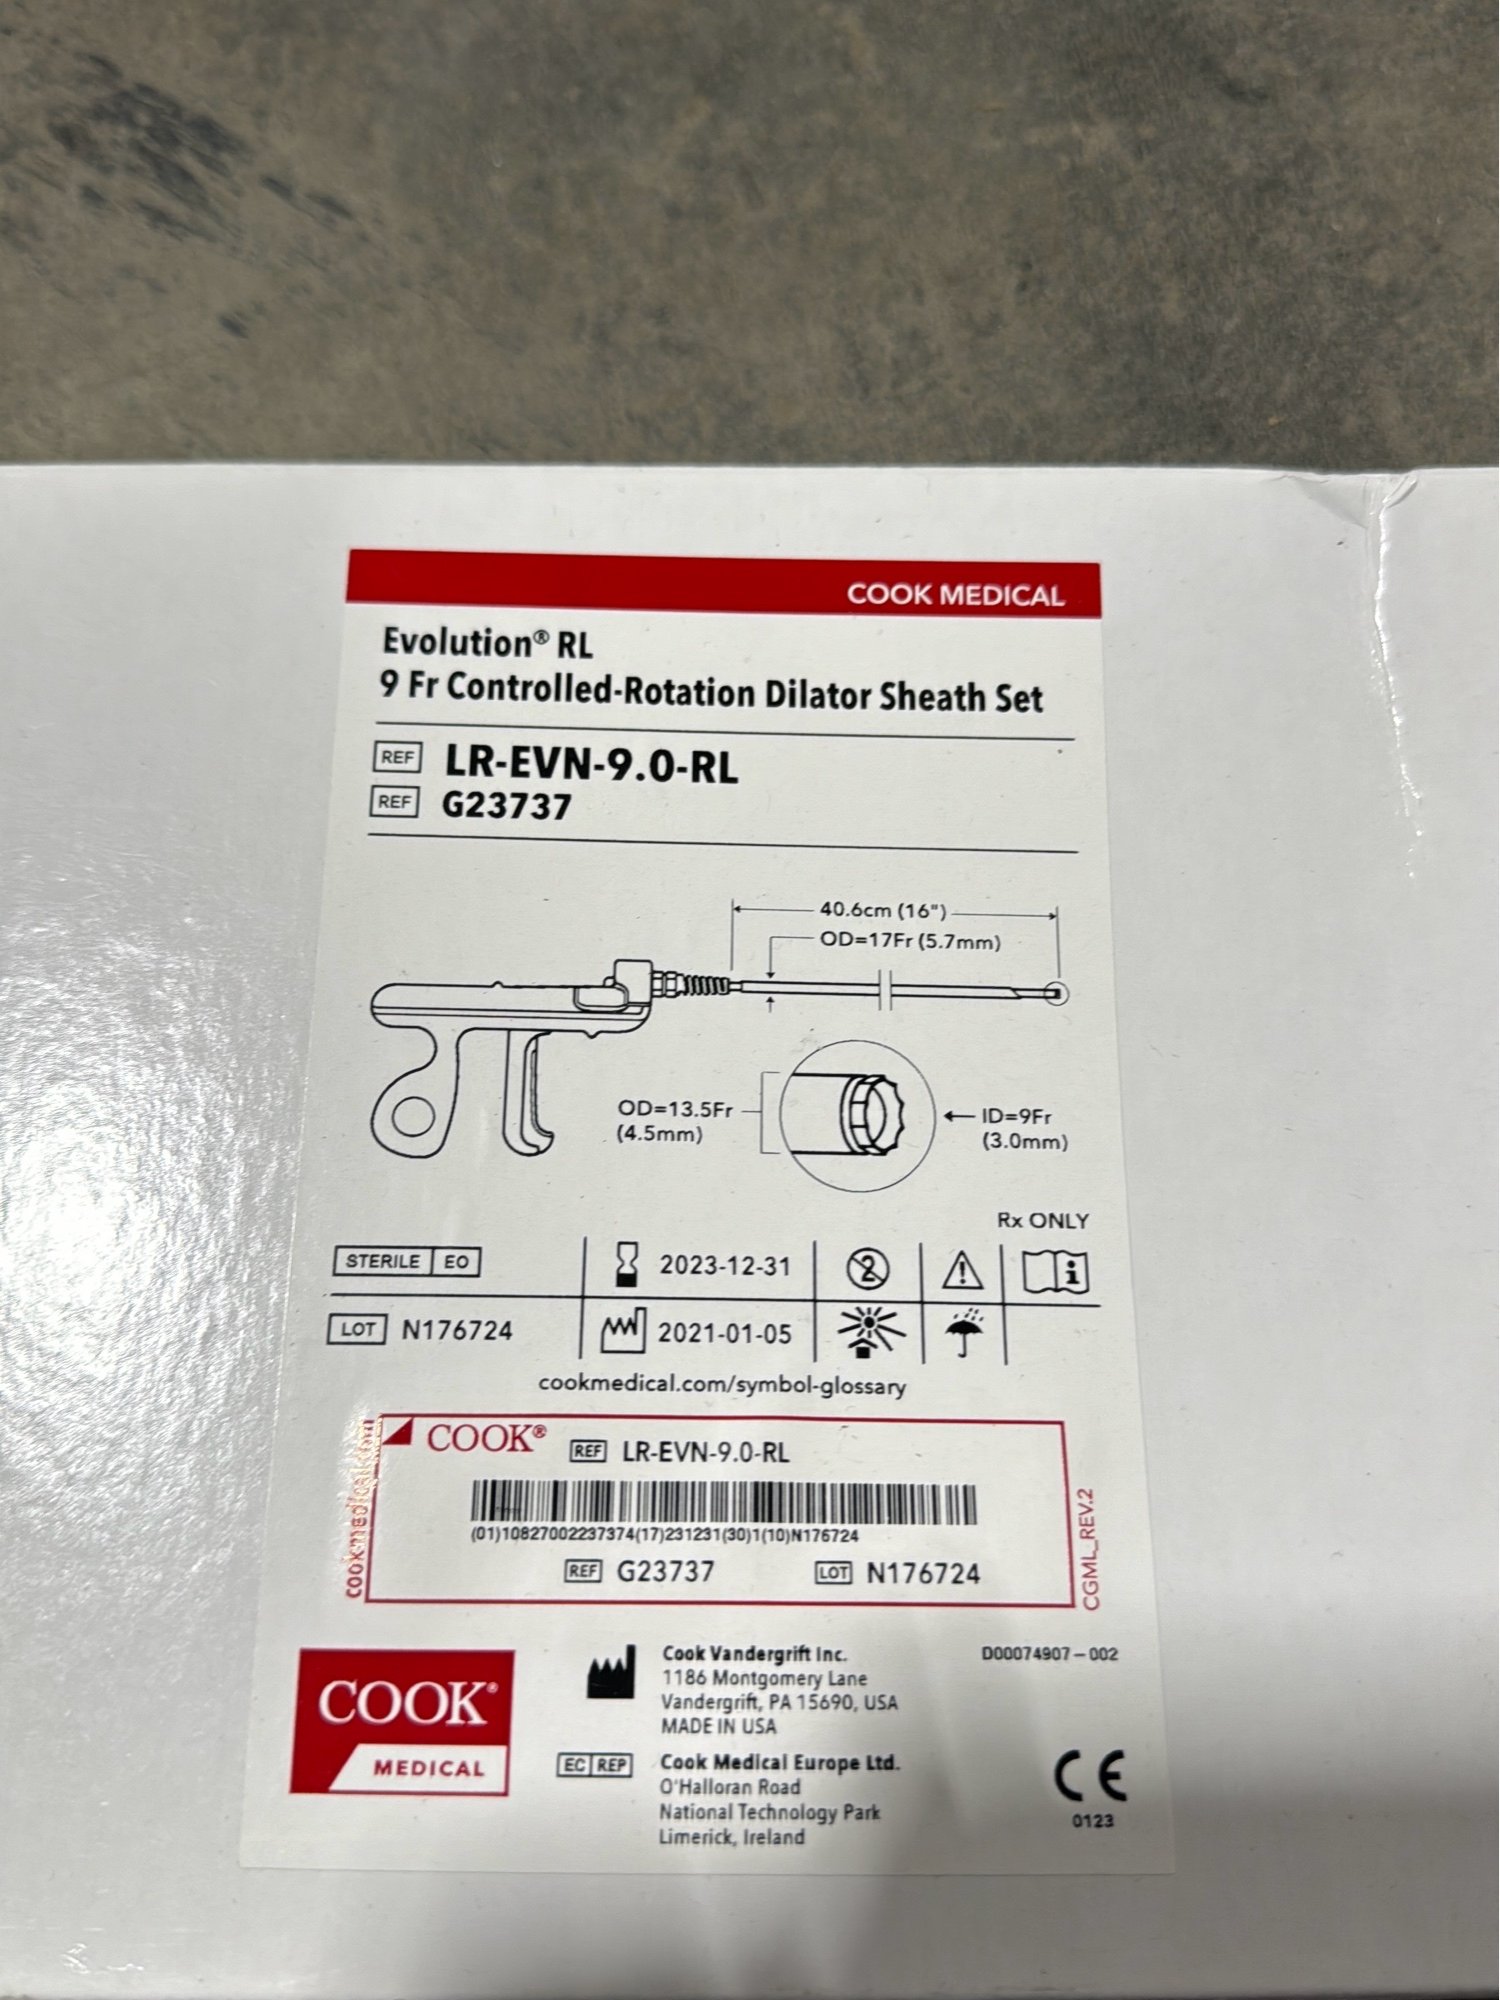 COOK MEDICAL
Evolution® RL
9 Fr Controlled-Rotation Dilator Sheath Set
REF LR-EVN-9.0-RL
REF G23737
40.6cm (16")
OD=17Fr (5.7mm)
OD=13.5Fr
(4.5mm)
ID=9Fr
(3.0mm)
Rx ONLY
STERILE EO 2023-12-31 2
LOT N176724 2021-01-05
cookmedical.com/symbol-glossary
cookmedical.com
COOK® REF LR-EVN-9.0-RL
(01)10827002237374(17)231231(30)1(10)N176724
REF G23737 LOT N176724
CGML_REV.2
COOK®
MEDICAL
Cook Vandergrift Inc.
1186 Montgomery Lane
Vandergrift, PA 15690, USA
MADE IN USA
D00074907-002
EC REP Cook Medical Europe Ltd.
O'Halloran Road
National Technology Park
Limerick, Ireland
CE
0123